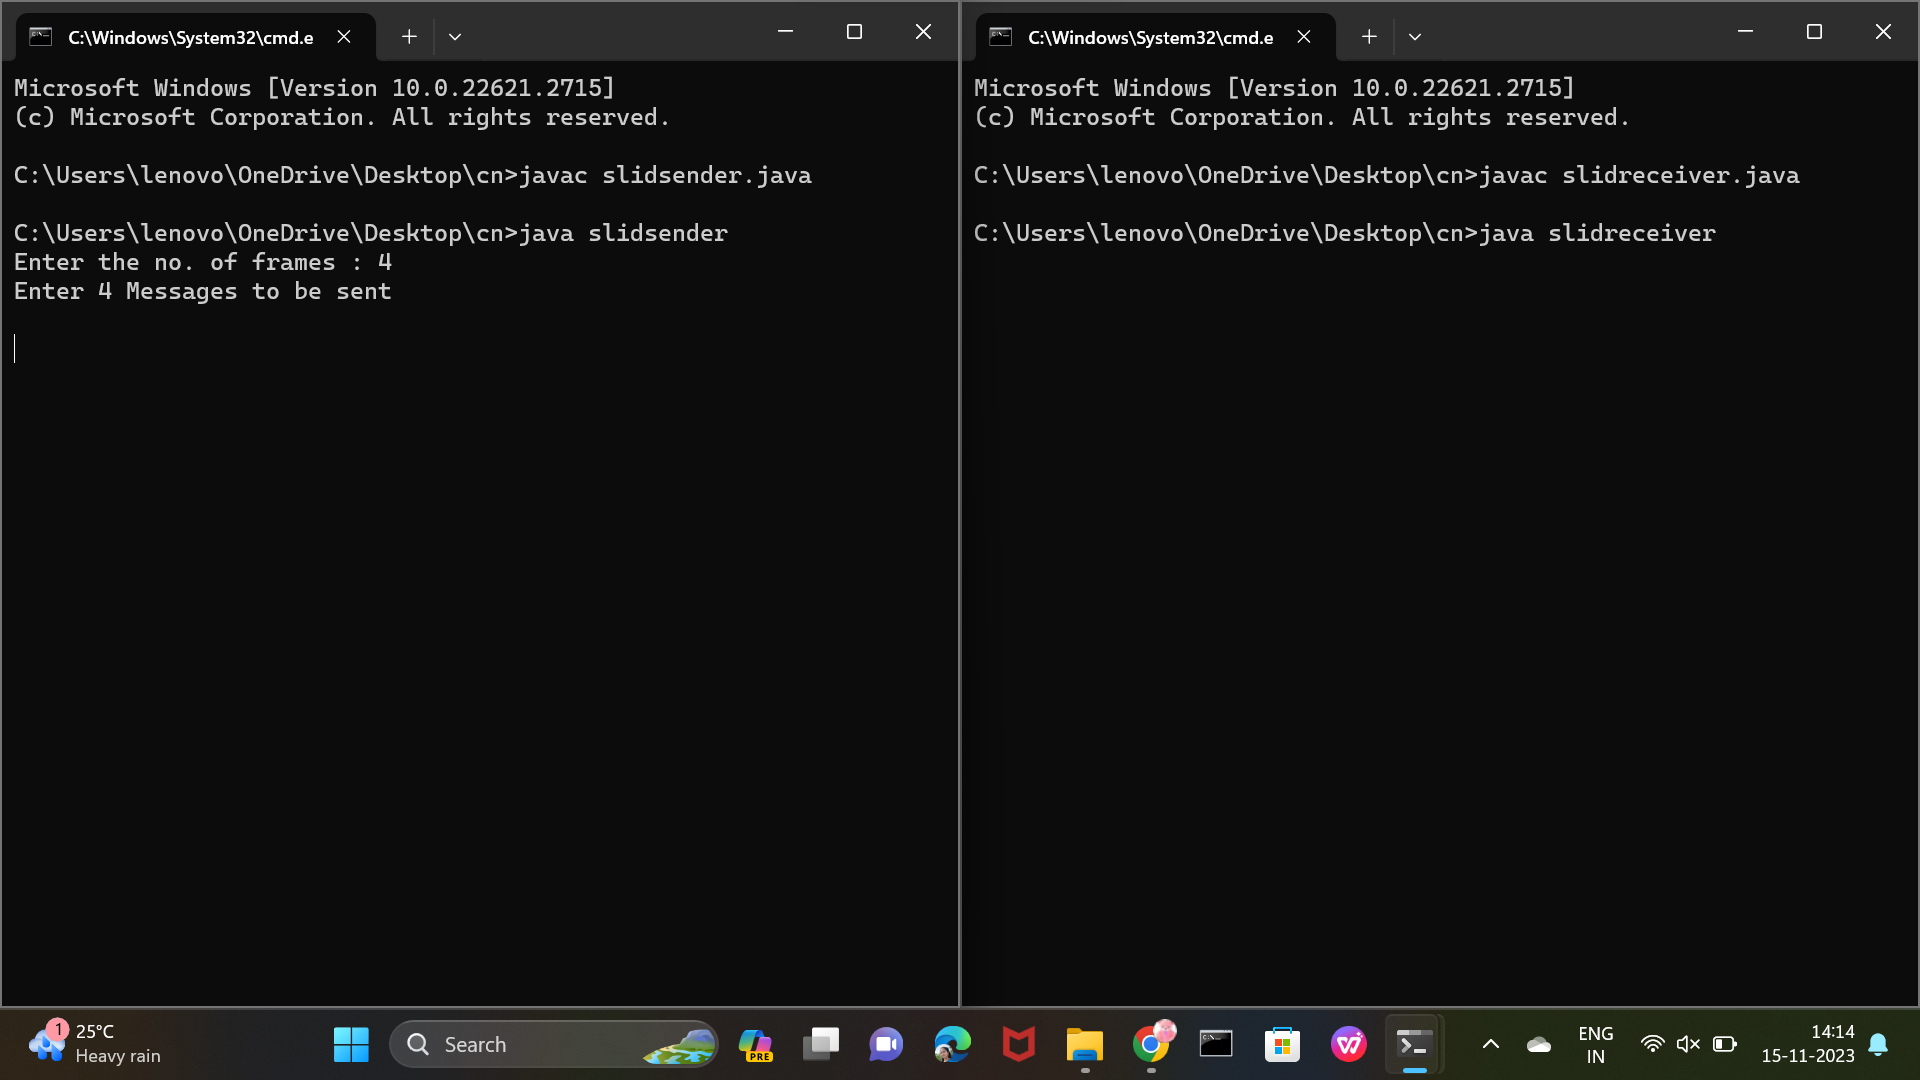 C:\Windows\System32\cmd.e
Microsoft Windows [Version 10.0.22621.2715]
(c) Microsoft Corporation. All rights reserved.
C:\Users\lenovo\OneDrive\Desktop\cn>javac slidsender.java
C:\Users\lenovo\OneDrive\Desktop\cn>java slidsender
Enter the no. of frames : 4
Enter 4 Messages to be sent
C:\Windows\System32\cmd.e
Microsoft Windows [Version 10.0.22621.2715]
(c) Microsoft Corporation. All rights reserved.
C:\Users\lenovo\OneDrive\Desktop\cn>javac slidreceiver.java
C:\Users\lenovo\OneDrive\Desktop\cn>java slidreceiver
1
25°C
Heavy rain
Search
PRE
ENG
IN
14:14
15-11-2023